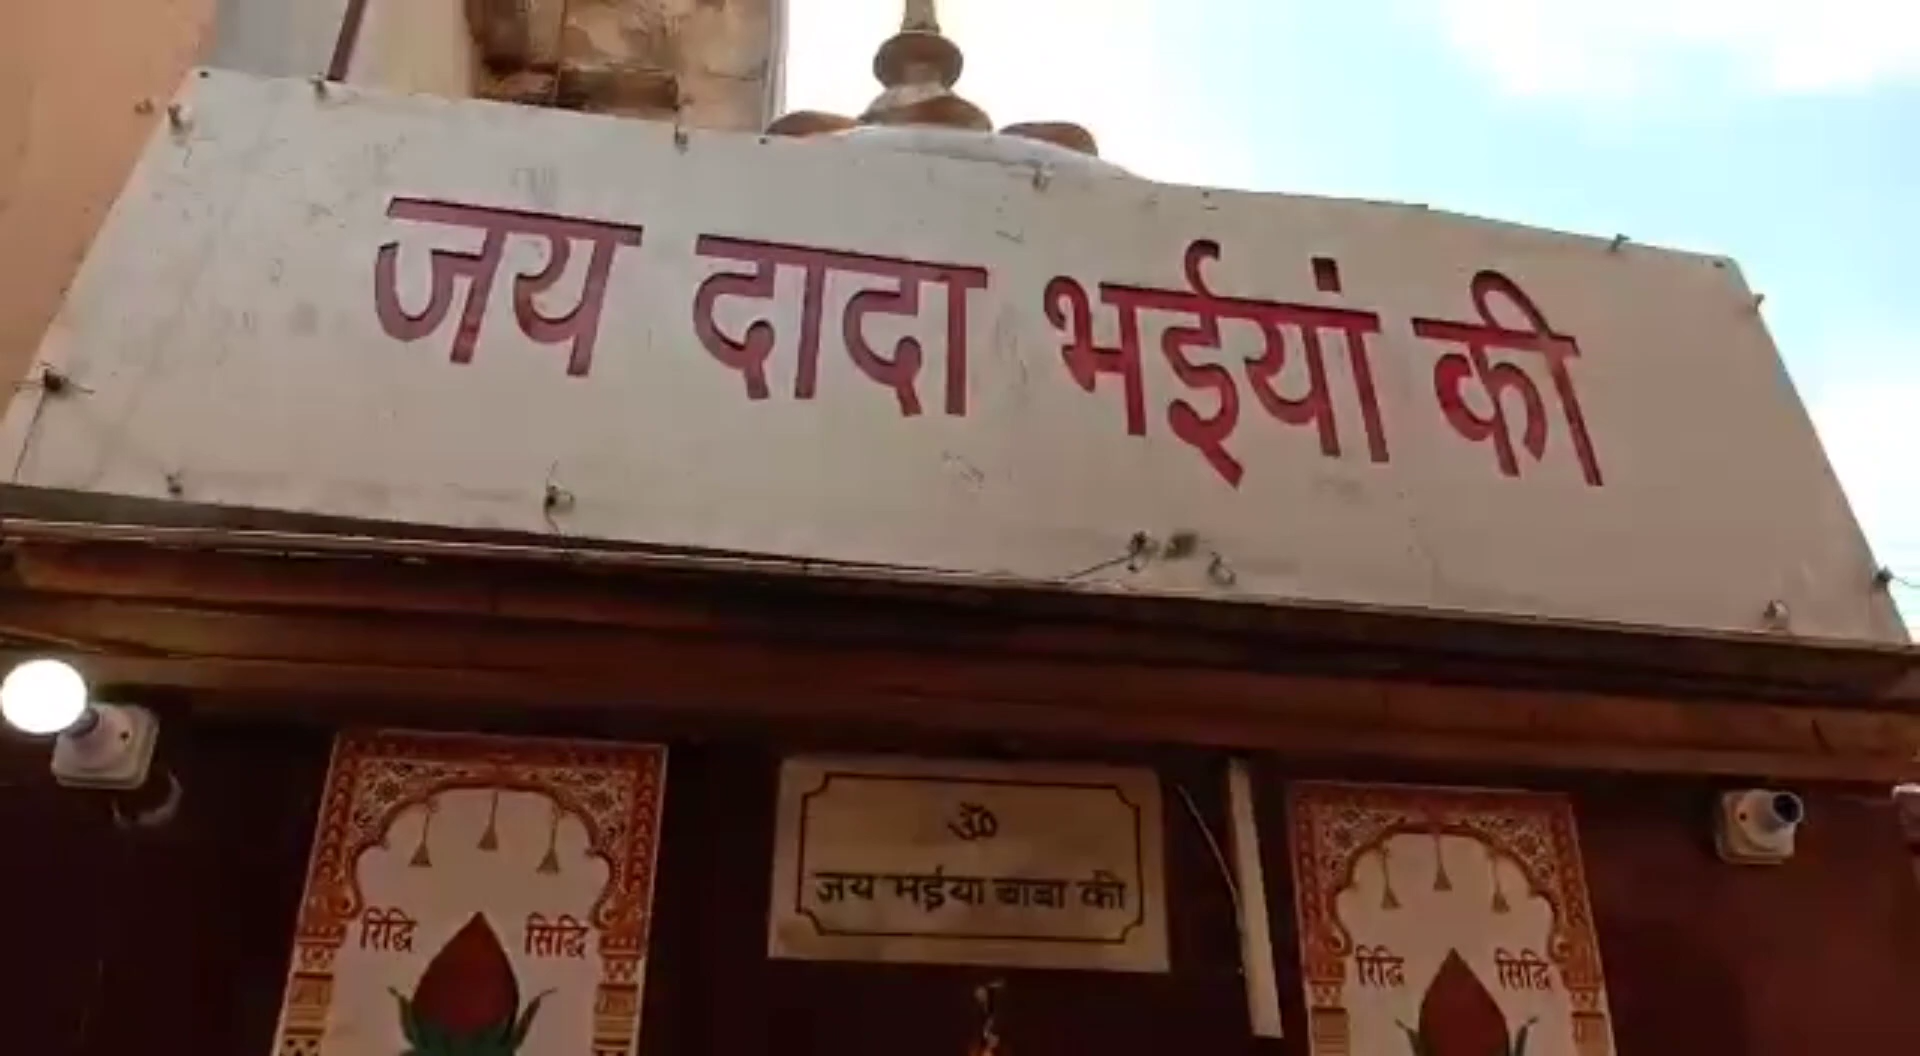 जय दादा भईयां की
ॐ
जय भईया बाबा की
रिद्धि सिद्धि
रिद्धि सिद्धि